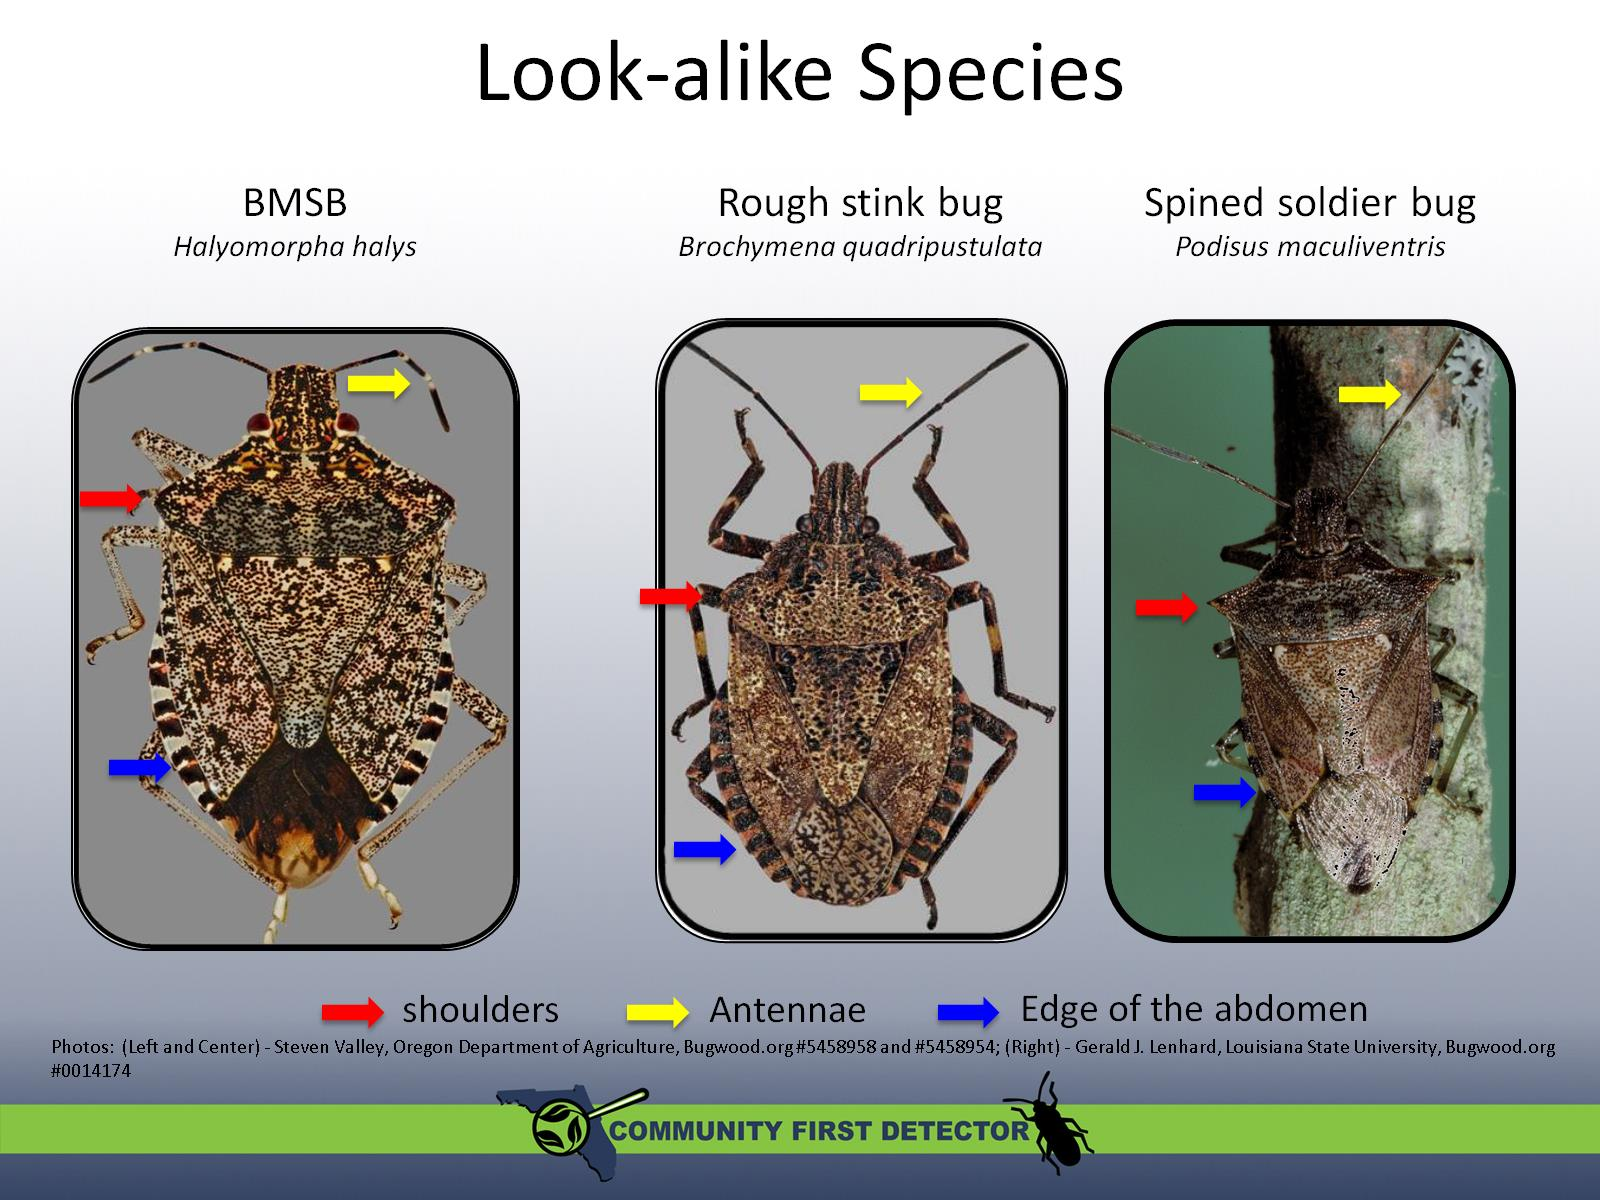 Look-alike Species
BMSB
Halyomorpha halys
Rough stink bug
Brochymena quadripustulata
Spined soldier bug
Podisus maculiventris
shoulders
Antennae
Edge of the abdomen
Photos: (Left and Center) - Steven Valley, Oregon Department of Agriculture, Bugwood.org#5458958 and #5458954; (Right) - Gerald J. Lenhard, Louisiana State University, Bugwood.org
#0014174
COMMUNITY FIRST DETECTOR